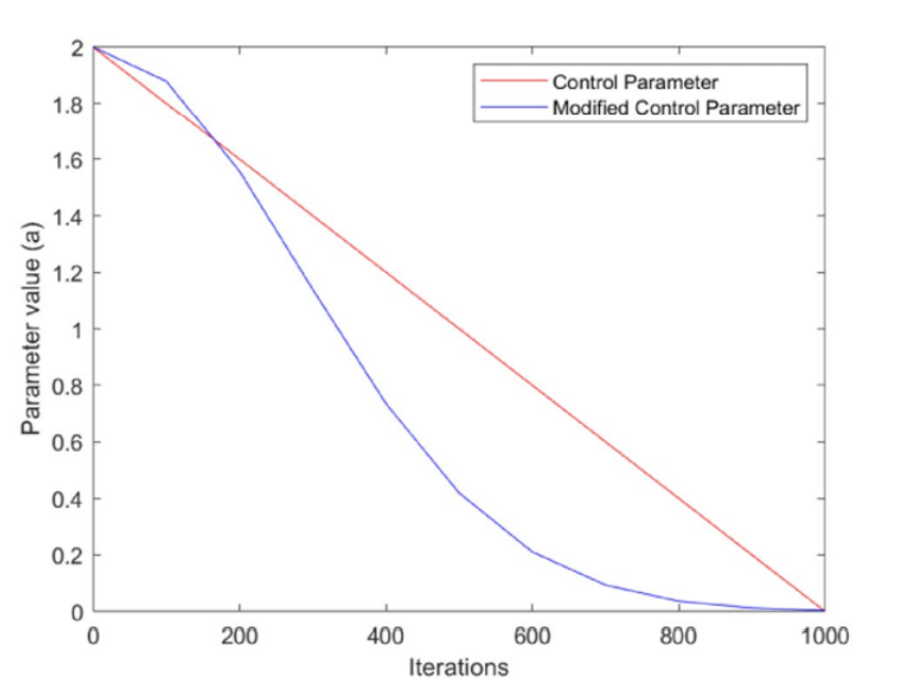 Control Parameter
Modified Control Parameter
2
1.8
1.6
1.4
1.2
1
0.8
0.6
0.4
0.2
0
Parameter value (a)
0 200 400 600 800 1000
Iterations